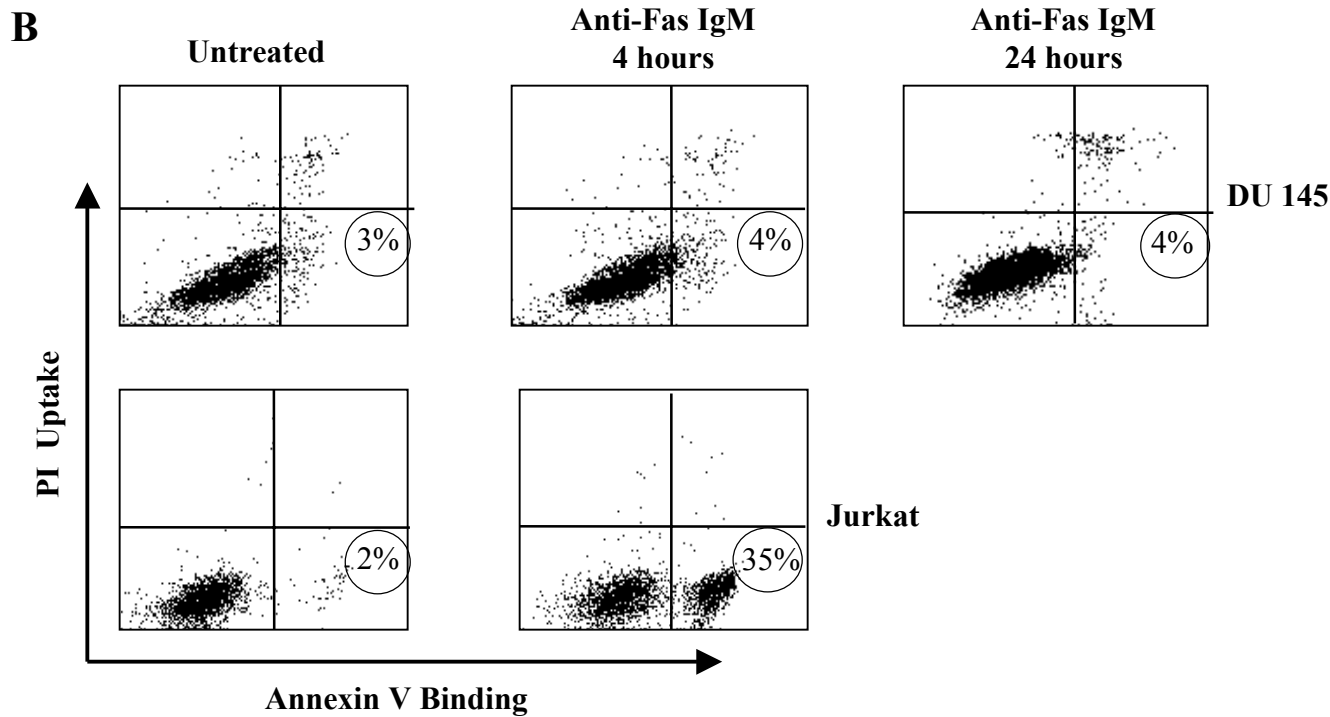 B
Untreated
Anti-Fas IgM
4 hours
Anti-Fas IgM
24 hours
3%
4%
4%
DU 145
PI Uptake
2%
35%
Jurkat
Annexin V Binding